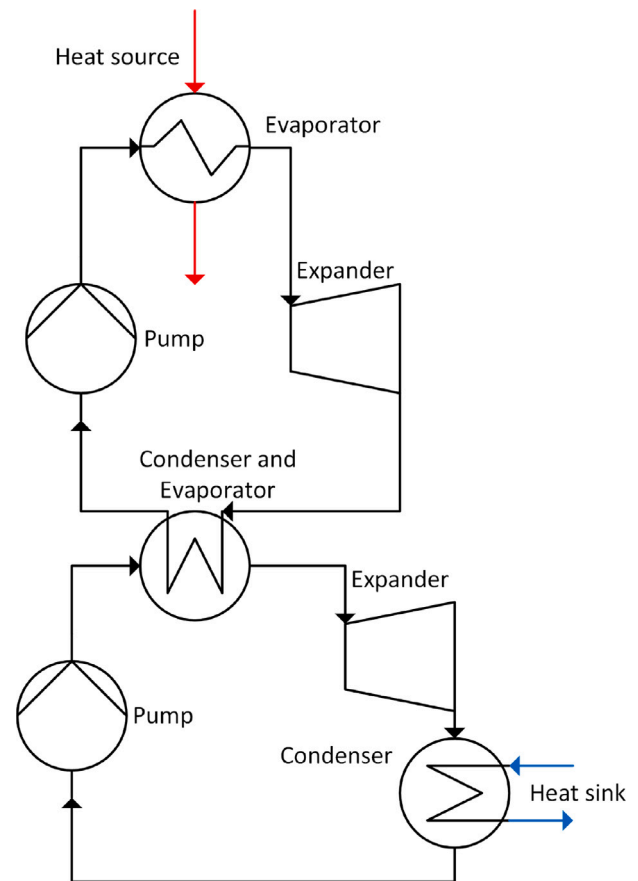 Heat source
Evaporator
Expander
Pump
Condenser and
Evaporator
Expander
Pump
Condenser
Heat sink